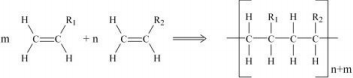 H R₁ H R₂ H R₁ H R₂
m C=C + n C=C ⟹ C C C C
H H H H H H H H
n+m